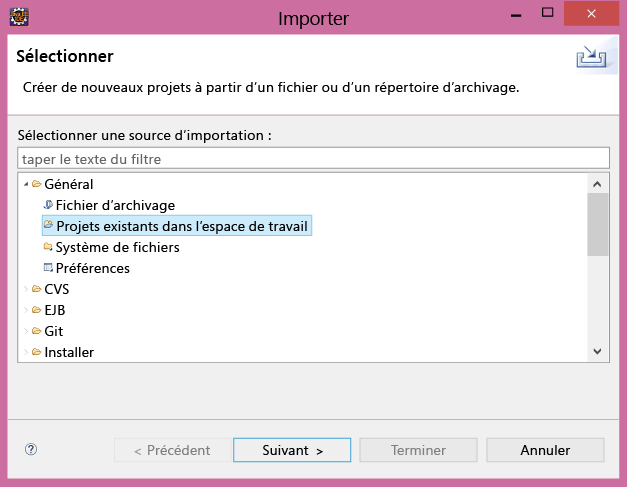 Importer
Sélectionner
Créer de nouveaux projets à partir d'un fichier ou d'un répertoire d'archivage.
Sélectionner une source d'importation :
taper le texte du filtre
Général
Fichier d'archivage
Projets existants dans l'espace de travail
Système de fichiers
Préférences
CVS
EJB
Git
Installer
? < Précédent Suivant > Terminer Annuler